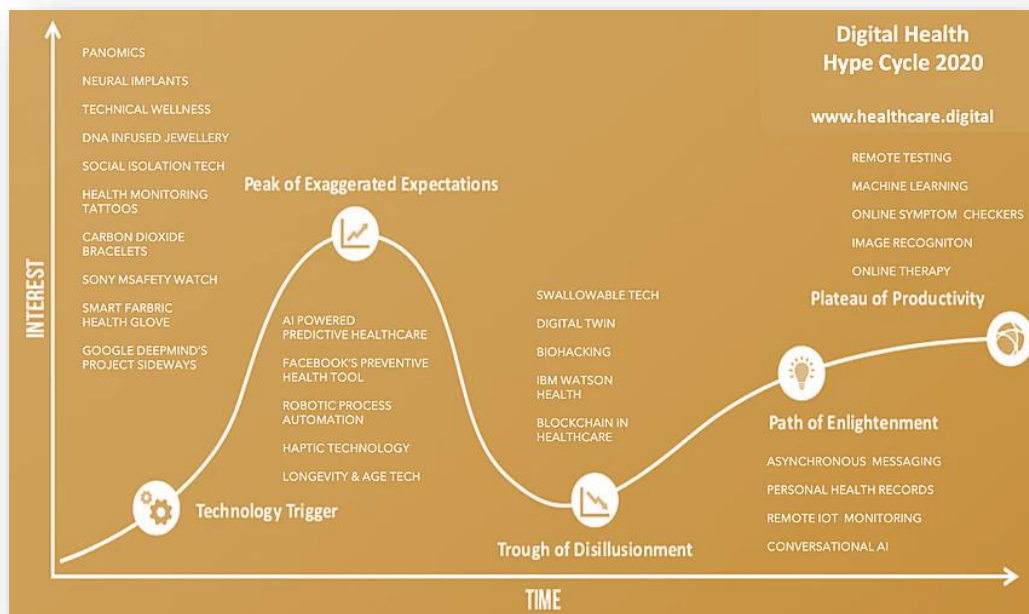 Digital Health
Hype Cycle 2020
www.healthcare.digital
PANOMICS
NEURAL IMPLANTS
TECHNICAL WELLNESS
DNA INFUSED JEWELLERY
SOCIAL ISOLATION TECH
HEALTH MONITORING
TATTOOS
CARBON DIOXIDE
BRACELETS
SONY MSAFETY WATCH
SMART FARBRIC
HEALTH GLOVE
GOOGLE DEEPMIND'S
PROJECT SIDEWAYS
Technology Trigger
Peak of Exaggerated Expectations
AI POWERED
PREDICTIVE HEALTHCARE
FACEBOOK'S PREVENTIVE
HEALTH TOOL
ROBOTIC PROCESS
AUTOMATION
HAPTIC TECHNOLOGY
LONGEVITY & AGE TECH
SWALLOWABLE TECH
DIGITAL TWIN
BIOHACKING
IBM WATSON
HEALTH
BLOCKCHAIN IN
HEALTHCARE
Trough of Disillusionment
REMOTE TESTING
MACHINE LEARNING
ONLINE SYMPTOM CHECKERS
IMAGE RECOGNITON
ONLINE THERAPY
Plateau of Productivity
Path of Enlightenment
ASYNCHRONOUS MESSAGING
PERSONAL HEALTH RECORDS
REMOTE IOT MONITORING
CONVERSATIONAL AI
INTEREST
TIME